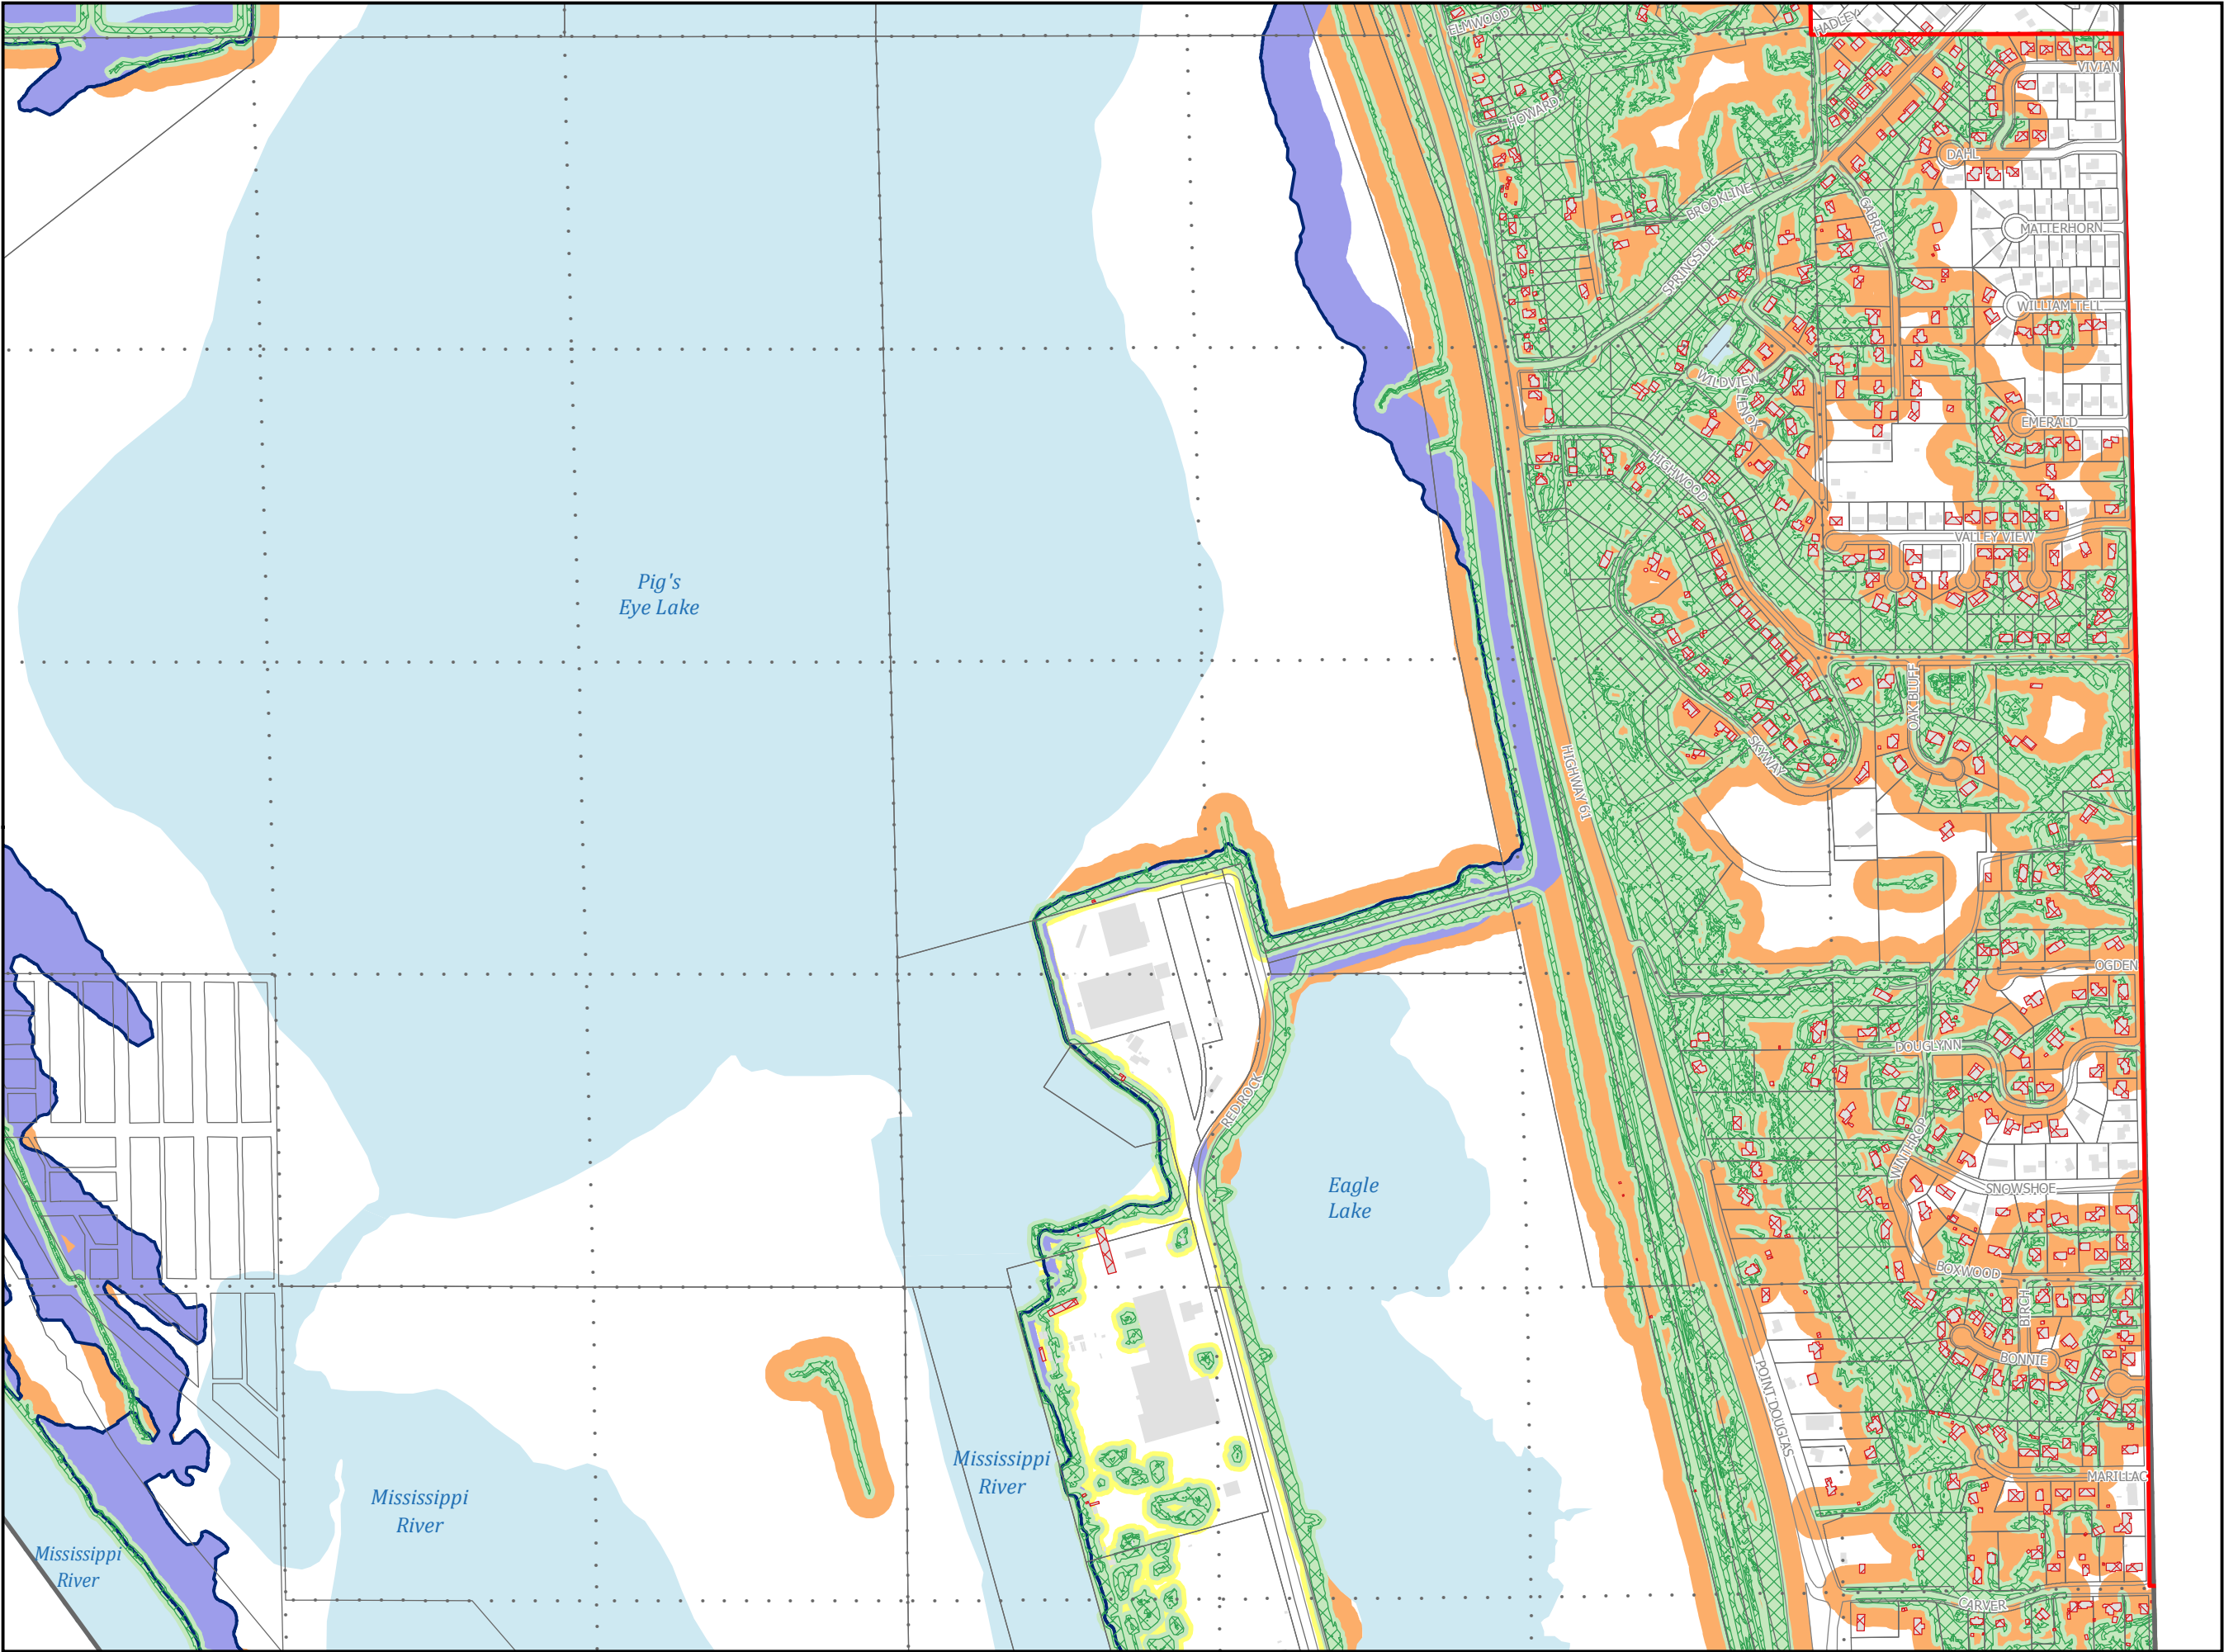 ELMWOOD
HADLEY
VIVIAN
HOWARD
DAHL
BROOKLINE
GABRIEL
MATTERHORN
SPRINGSIDE
WILLIAM TELL
WILDVIEW
LENOX
EMERALD
HIGHWOOD
VALLEY VIEW
Pig's
Eye Lake
OAK BLUFF
SKYWAY
HIGHWAY 61
OGDEN
DOUGLYNN
RED ROCK
WINTHROP
Eagle
Lake
SNOWSHOE
BOXWOOD
BIRCH
BONNIE
POINT DOUGLAS
Mississippi
River
MARILLAC
Mississippi
River
Mississippi
River
CARVER